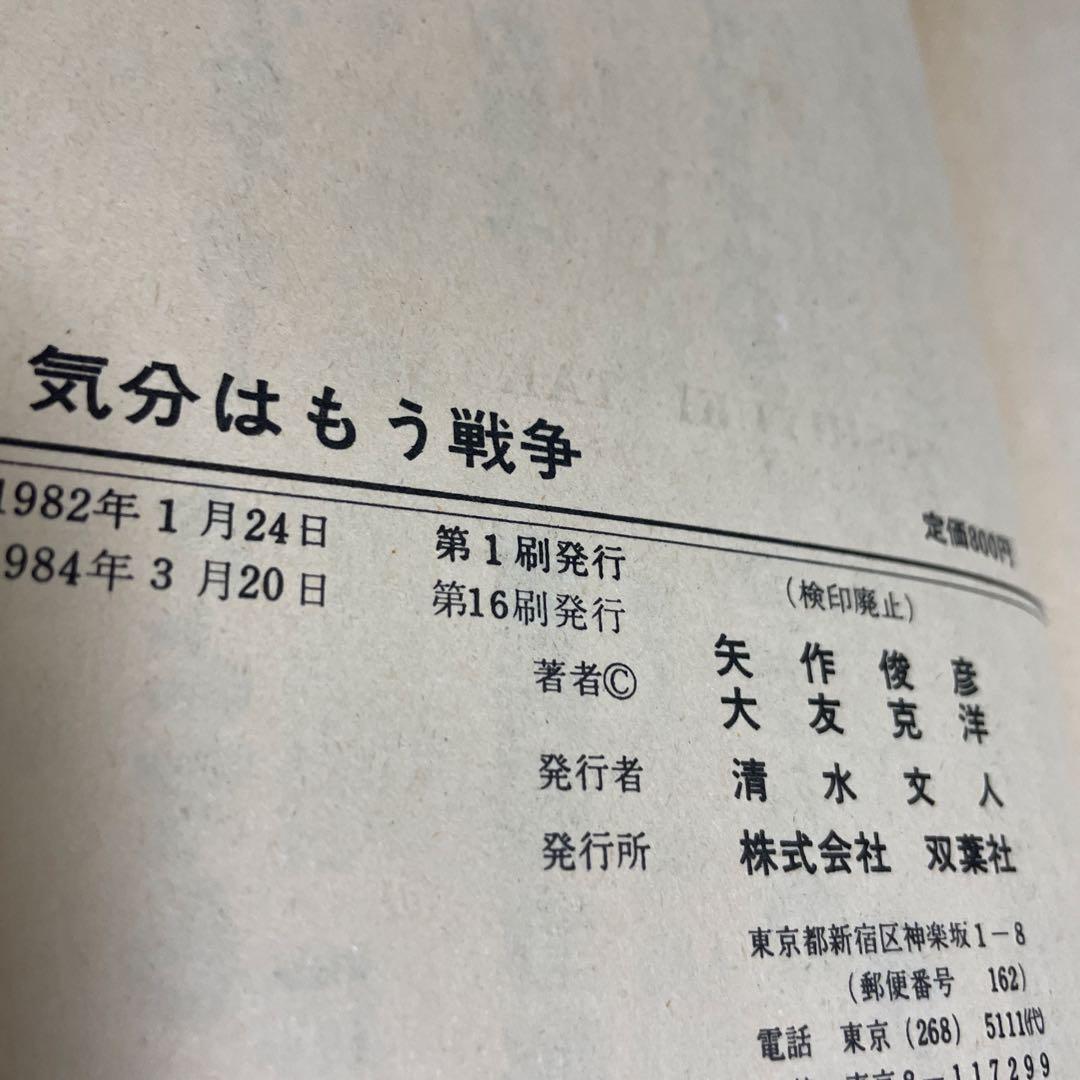 気分はもう戦争
定価800円
1982年1月24日 第1刷発行
984年3月20日 第16刷発行
(検印廃止)
著者© 矢作俊彦
大友克洋
発行者 清水文人
発行所 株式会社 双葉社
東京都新宿区神楽坂1-8
(郵便番号 162)
電話 東京(268) 5111㈹
東京8-117299